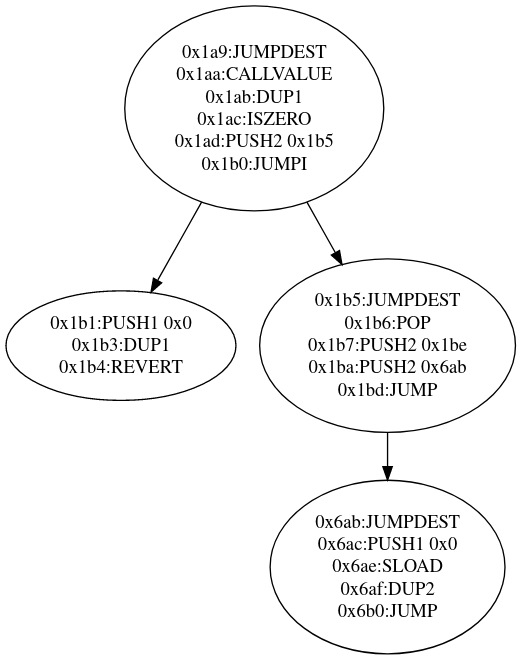 0x1a9:JUMPDEST
0x1aa:CALLVALUE
0x1ab:DUP1
0x1ac:ISZERO
0x1ad:PUSH2 0x1b5
0x1b0:JUMPI
0x1b1:PUSH1 0x0
0x1b3:DUP1
0x1b4:REVERT
0x1b5:JUMPDEST
0x1b6:POP
0x1b7:PUSH2 0x1be
0x1ba:PUSH2 0x6ab
0x1bd:JUMP
0x6ab:JUMPDEST
0x6ac:PUSH1 0x0
0x6ae:SLOAD
0x6af:DUP2
0x6b0:JUMP